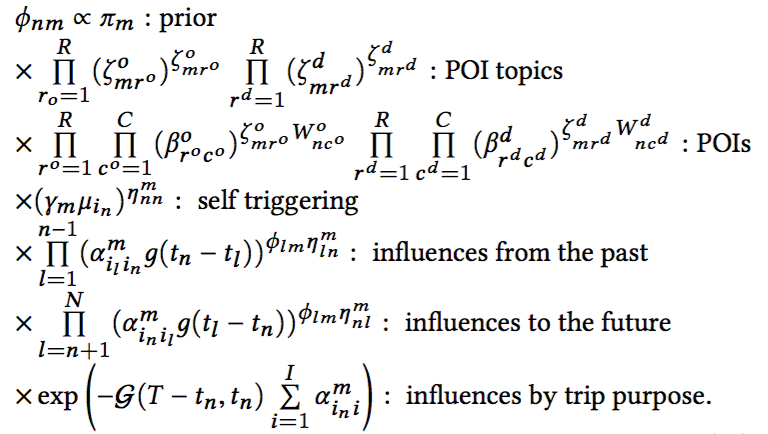 ϕ_{nm} ∝ π_m : prior
× ∏_{r_o=1}^{R} (ζ^o_{mr^o})^{ζ^o_{mr^o}} ∏_{r^d=1}^{R} (ζ^d_{mr^d})^{ζ^d_{mr^d}} : POI topics
× ∏_{r^o=1}^{R} ∏_{c^o=1}^{C} (β^o_{r^o c^o})^{ζ^o_{mr^o} W^o_{nc^o}} ∏_{r^d=1}^{R} ∏_{c^d=1}^{C} (β^d_{r^d c^d})^{ζ^d_{mr^d} W^d_{nc^d}} : POIs
×(γ_m μ_{i_n})^{η^m_{nn}} : self triggering
× ∏_{l=1}^{n−1} (α^m_{i_l i_n} g(t_n − t_l))^{ϕ_{lm} η^m_{ln}} : influences from the past
× ∏_{l=n+1}^{N} (α^m_{i_n i_l} g(t_l − t_n))^{ϕ_{lm} η^m_{nl}} : influences to the future
× exp (−𝒢(T − t_n, t_n) ∑_{i=1}^{I} α^m_{i_n i}) : influences by trip purpose.